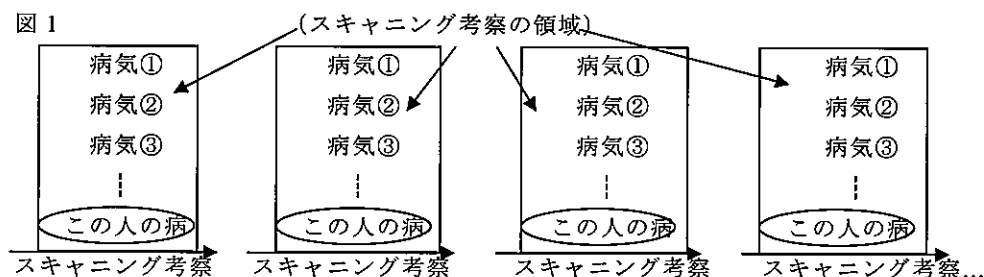 図1
(スキャニング考察の領域)
病気① 病気① 病気① 病気①
病気② 病気② 病気② 病気②
病気③ 病気③ 病気③ 病気③
この人の病 この人の病 この人の病 この人の病
スキャニング考察 スキャニング考察 スキャニング考察 スキャニング考察…